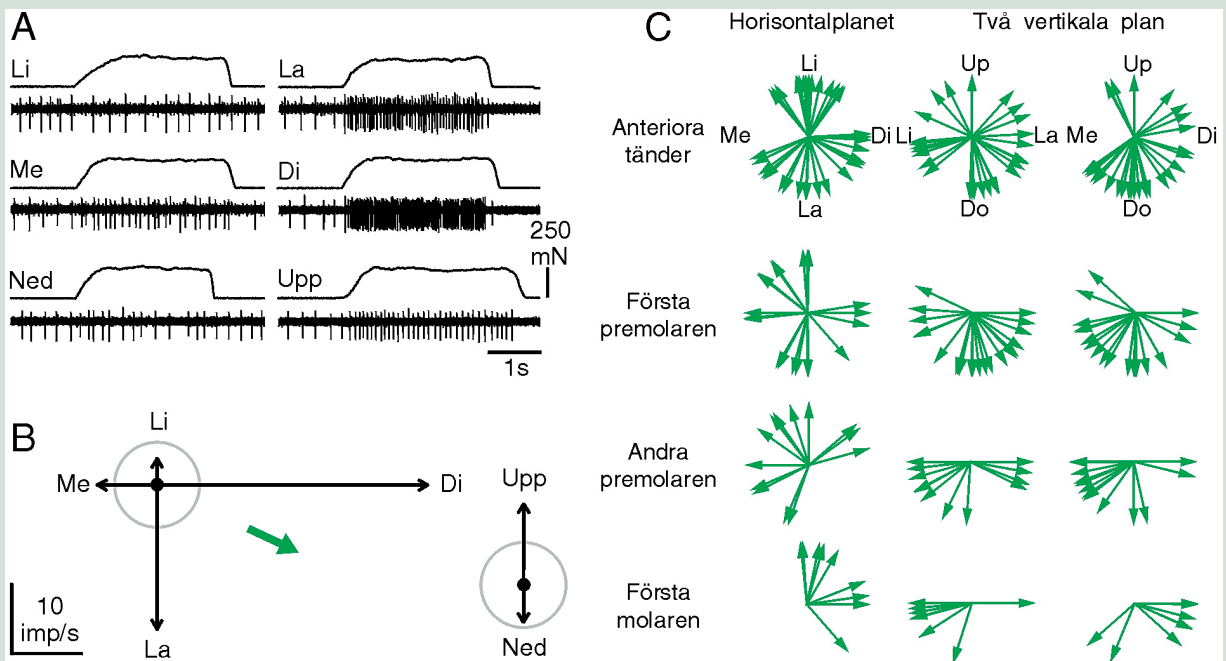 A
Li
La
Me
Di
250
mN
Ned
Upp
1s
B
Li
Me
Di
La
10
imp/s
Upp
Ned
C
Horisontalplanet
Två vertikala plan
Li
Up
Up
Anteriora
tänder
Me
Di
Li
La
Me
Di
La
Do
Do
Första
premolaren
Andra
premolaren
Första
molaren